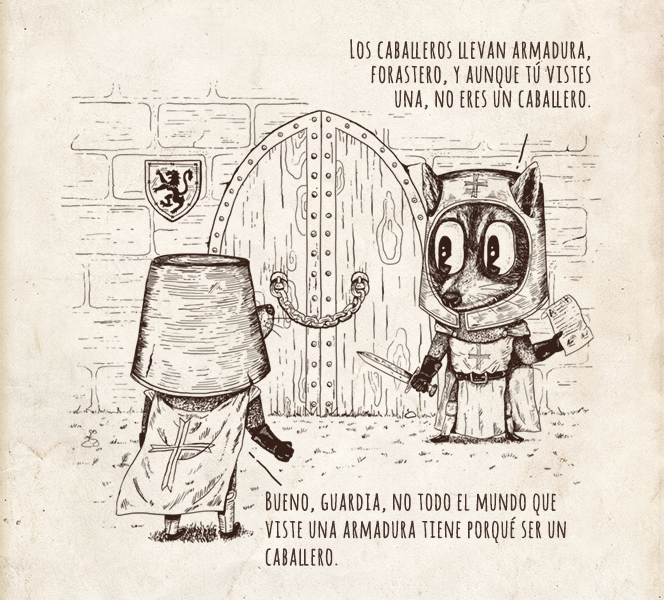 Los caballeros llevan armadura,
forastero, y aunque tú vistes
una, no eres un caballero.
Bueno, guardia, no todo el mundo que
viste una armadura tiene porqué ser un
caballero.